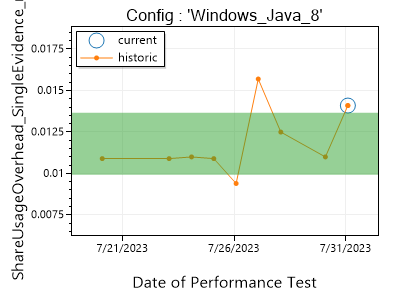 Config : 'Windows_Java_8'
ShareUsageOverhead_SingleEvidence_
0.0175
0.015
0.0125
0.01
0.0075
current
historic
7/21/2023
7/26/2023
7/31/2023
Date of Performance Test